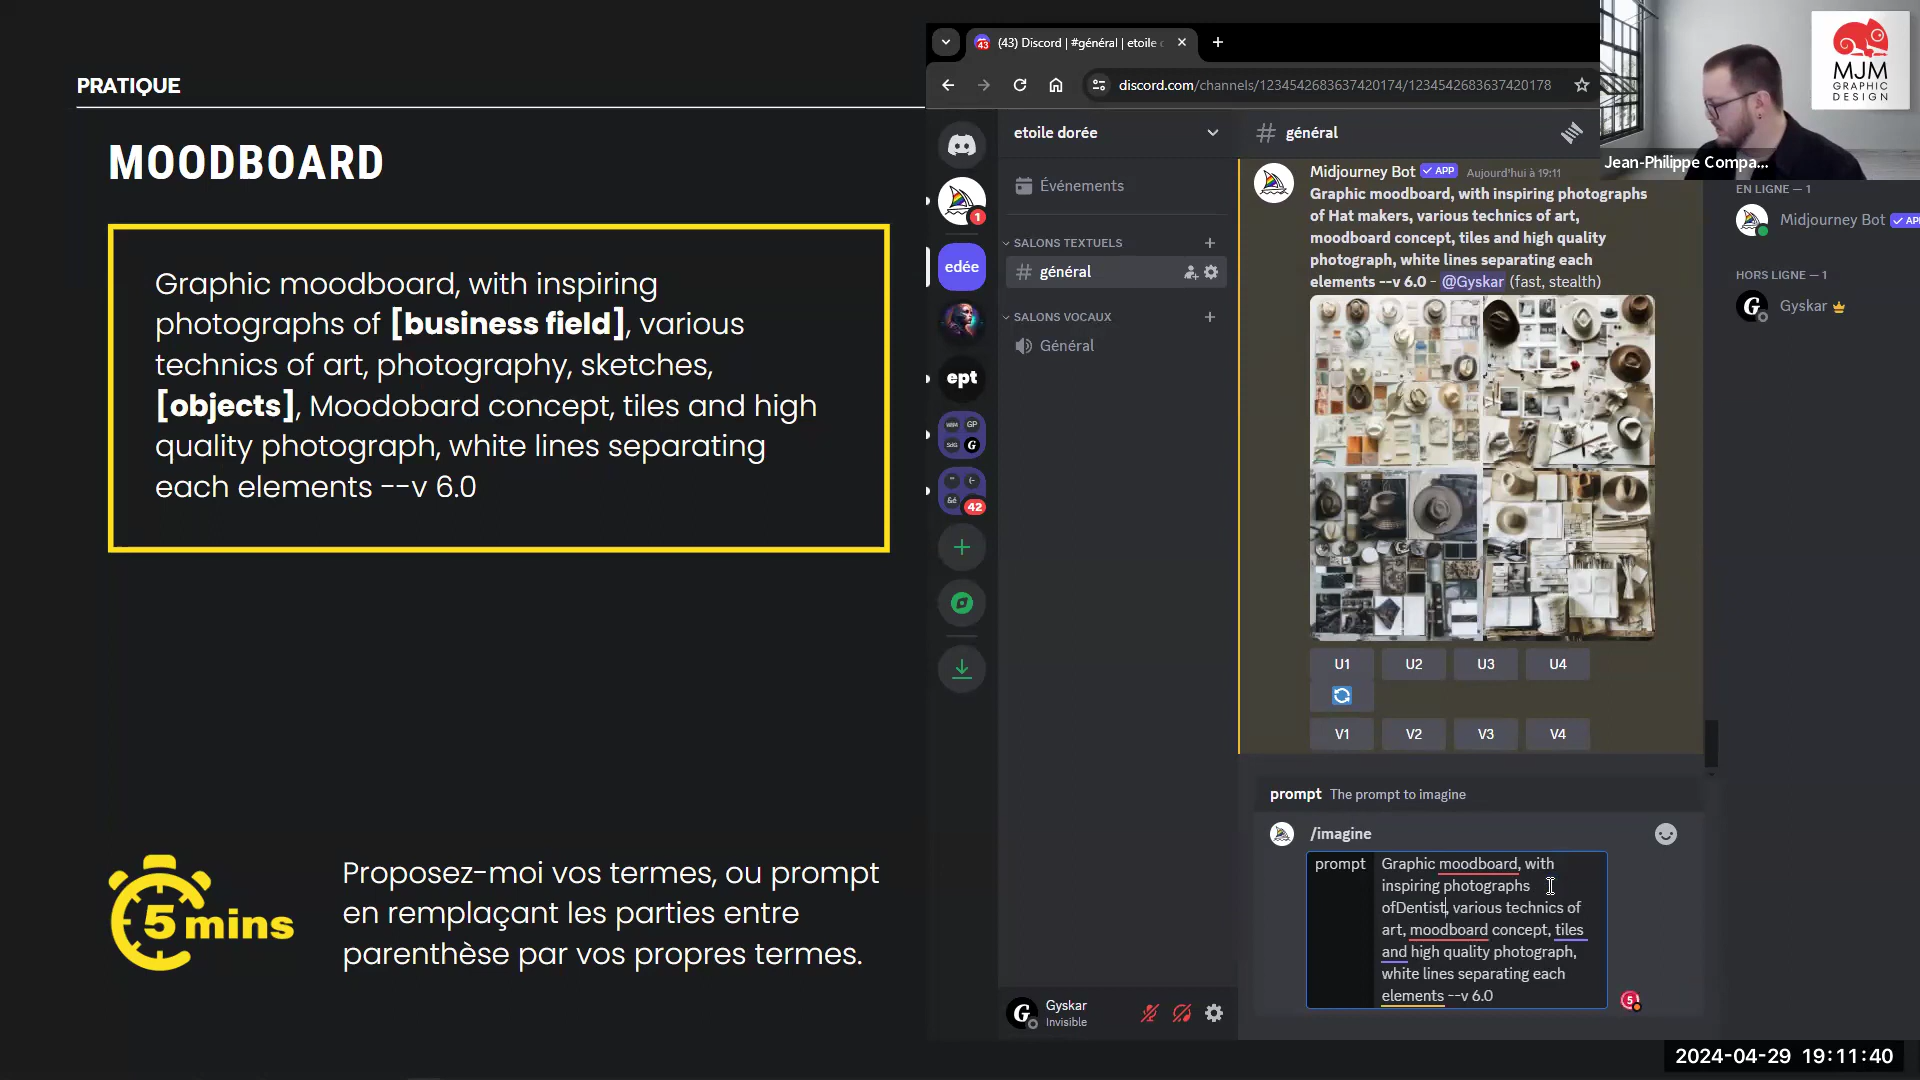 PRATIQUE
MOODBOARD
Graphic moodboard, with inspiring
photographs of [business field], various
technics of art, photography, sketches,
[objects], Moodobard concept, tiles and high
quality photograph, white lines separating
each elements --v 6.0
5 mins
Proposez-moi vos termes, ou prompt
en remplaçant les parties entre
parenthèse par vos propres termes.
(43) Discord | #général | etoile
discord.com/channels/1234542683637420174/1234542683637420178
1
edée
ept
WIM
GP
SdG
G
42
etoile dorée
Événements
SALONS TEXTUELS
général
SALONS VOCAUX
Général
Gyskar
Invisible
général
Midjourney Bot APP Aujourd'hui à 19:11
Graphic moodboard, with inspiring photographs
of Hat makers, various technics of art,
moodboard concept, tiles and high quality
photograph, white lines separating each
elements --v 6.0 - @Gyskar (fast, stealth)
U1 U2 U3 U4
V1 V2 V3 V4
prompt The prompt to imagine
/imagine
prompt
Graphic moodboard, with
inspiring photographs
ofDentist, various technics of
art, moodboard concept, tiles
and high quality photograph,
white lines separating each
elements --v 6.0
5
MJM
GRAPHIC
DESIGN
Jean-Philippe Compa...
EN LIGNE — 1
Midjourney Bot APP
HORS LIGNE — 1
Gyskar
2024-04-29 19:11:40